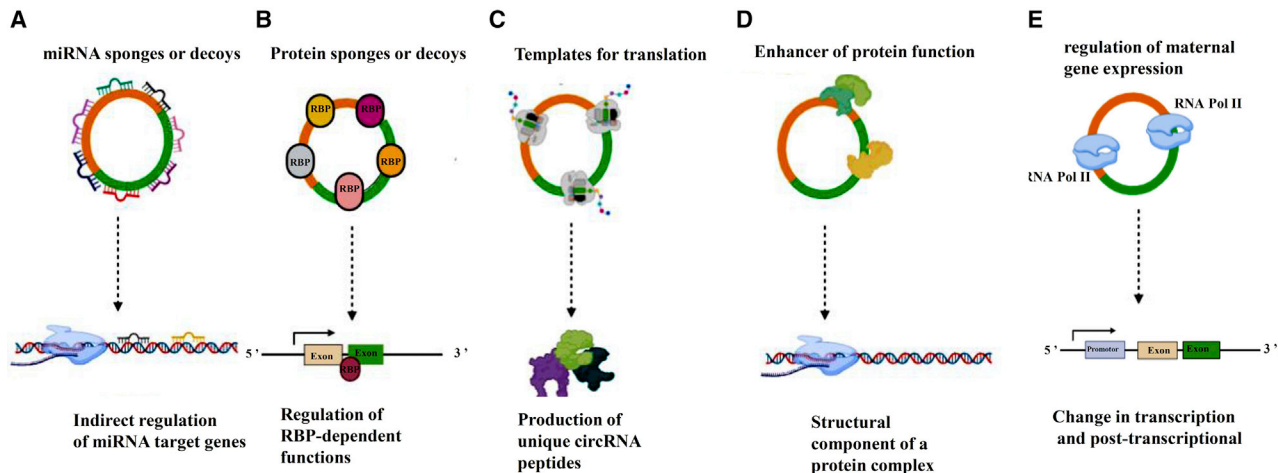 A
miRNA sponges or decoys
Indirect regulation
of miRNA target genes
B
Protein sponges or decoys
RBP
RBP
RBP
RBP
RBP
Exon
Exon
RBP
3 '
Regulation of
RBP-dependent
functions
C
Templates for translation
Production of
unique circRNA
peptides
D
Enhancer of protein function
Structural
component of a
protein complex
E
regulation of maternal
gene expression
RNA Pol II
RNA Pol II
5 '
Promotor
Exon
Exon
3 '
Change in transcription
and post-transcriptional